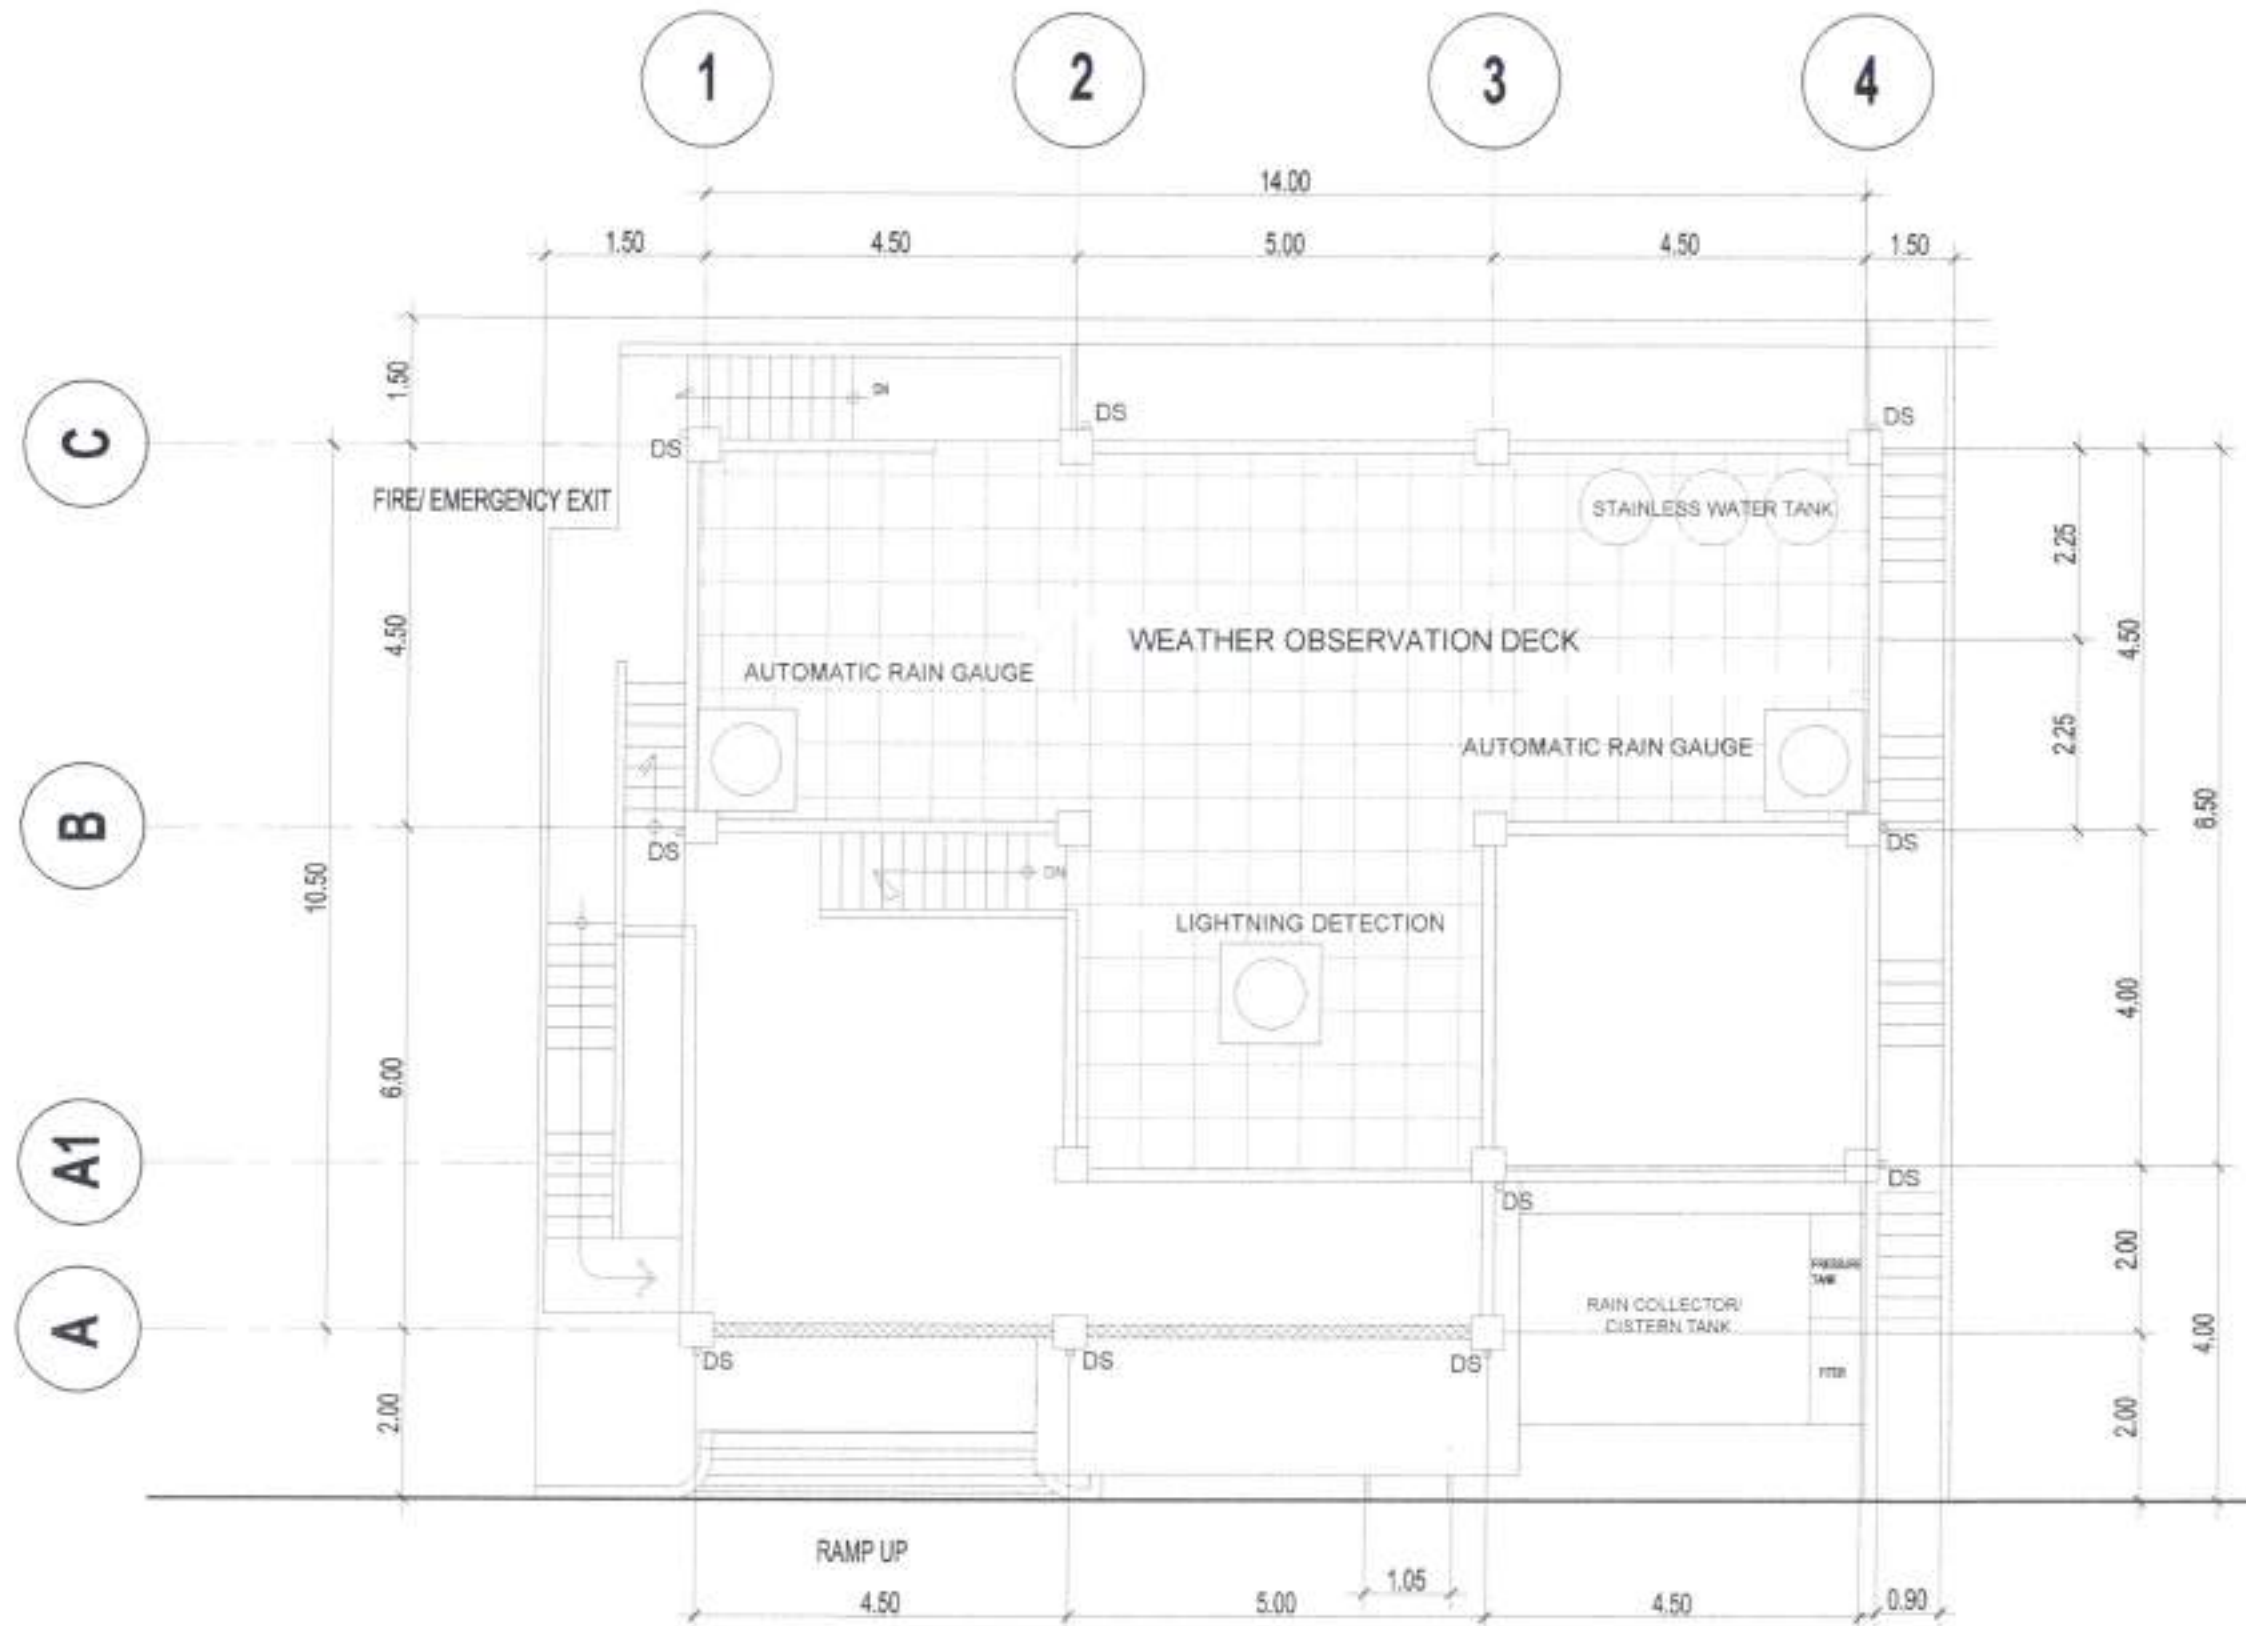 1
2
3
4
14.00
1.50
4.50
5.00
4.50
1.50
1.50
DN
DS
DS
DS
C
FIRE/ EMERGENCY EXIT
STAINLESS WATER TANK
2.25
4.50
4.50
WEATHER OBSERVATION DECK
AUTOMATIC RAIN GAUGE
AUTOMATIC RAIN GAUGE
2.25
8.50
B
DS
DS
10.50
DN
LIGHTNING DETECTION
4.00
6.00
A1
DS
DS
2.00
PRESSURE
TANK
RAIN COLLECTOR/
CISTERN TANK
A
DS
DS
DS
4.00
2.00
2.00
RAMP UP
1.05
4.50
5.00
4.50
0.90